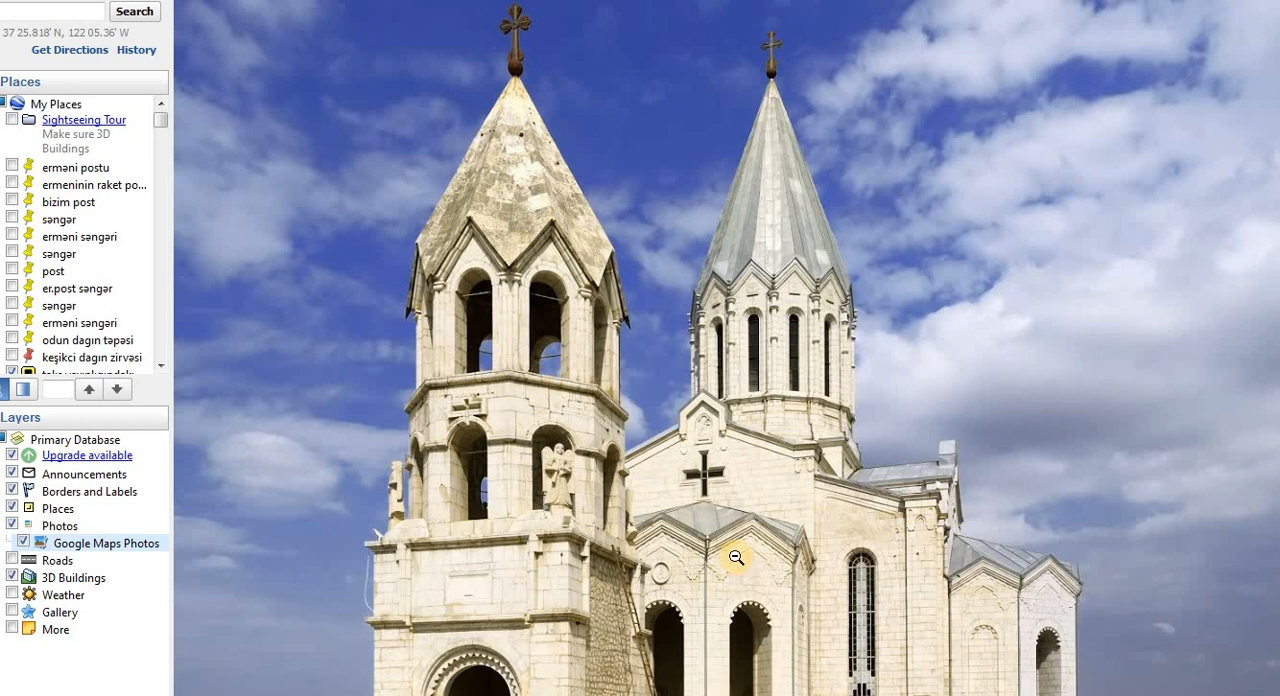 Search
37 25.818' N, 122 05.36' W
Get Directions History
Places
My Places
Sightseeing Tour
Make sure 3D
Buildings
erməni postu
ermeninin raket po...
bizim post
səngər
erməni səngəri
səngər
post
er.post səngər
səngər
erməni səngəri
odun dagın təpəsi
keşikci dagın zirvəsi
Layers
Primary Database
Upgrade available
Announcements
Borders and Labels
Places
Photos
Google Maps Photos
Roads
3D Buildings
Weather
Gallery
More